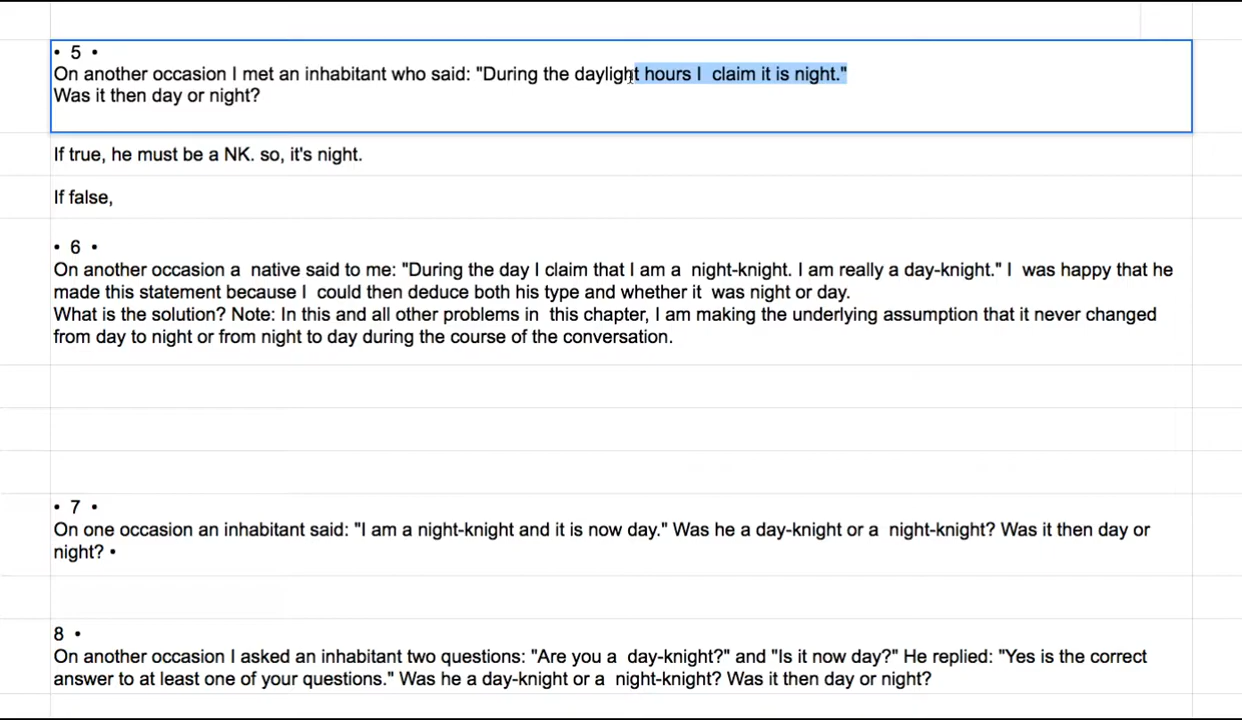 • 5 •
On another occasion I met an inhabitant who said: "During the daylight hours I claim it is night."
Was it then day or night?
If true, he must be a NK. so, it's night.
If false,
• 6 •
On another occasion a native said to me: "During the day I claim that I am a night-knight. I am really a day-knight." I was happy that he
made this statement because I could then deduce both his type and whether it was night or day.
What is the solution? Note: In this and all other problems in this chapter, I am making the underlying assumption that it never changed
from day to night or from night to day during the course of the conversation.
• 7 •
On one occasion an inhabitant said: "I am a night-knight and it is now day." Was he a day-knight or a night-knight? Was it then day or
night? •
8 •
On another occasion I asked an inhabitant two questions: "Are you a day-knight?" and "Is it now day?" He replied: "Yes is the correct
answer to at least one of your questions." Was he a day-knight or a night-knight? Was it then day or night?